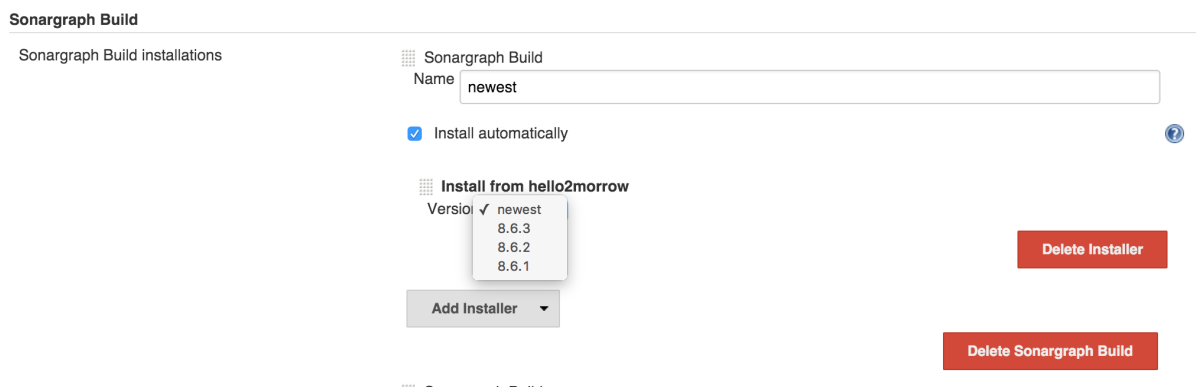 Sonargraph Build
Sonargraph Build installations
Sonargraph Build
Name
newest
Install automatically
Install from hello2morrow
✓ newest
8.6.3
8.6.2
8.6.1
Delete Installer
Add Installer
Delete Sonargraph Build